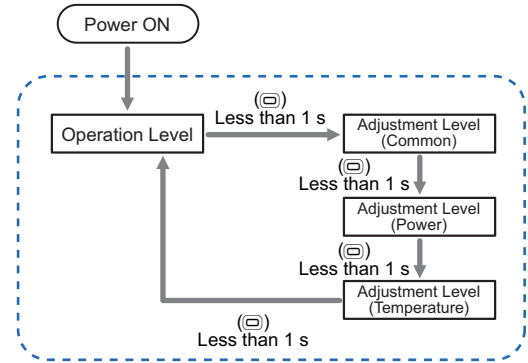 Power ON
Operation Level
()
Less than 1 s
Adjustment Level
(Common)
()
Less than 1 s
Adjustment Level
(Power)
()
Less than 1 s
Adjustment Level
(Temperature)
()
Less than 1 s